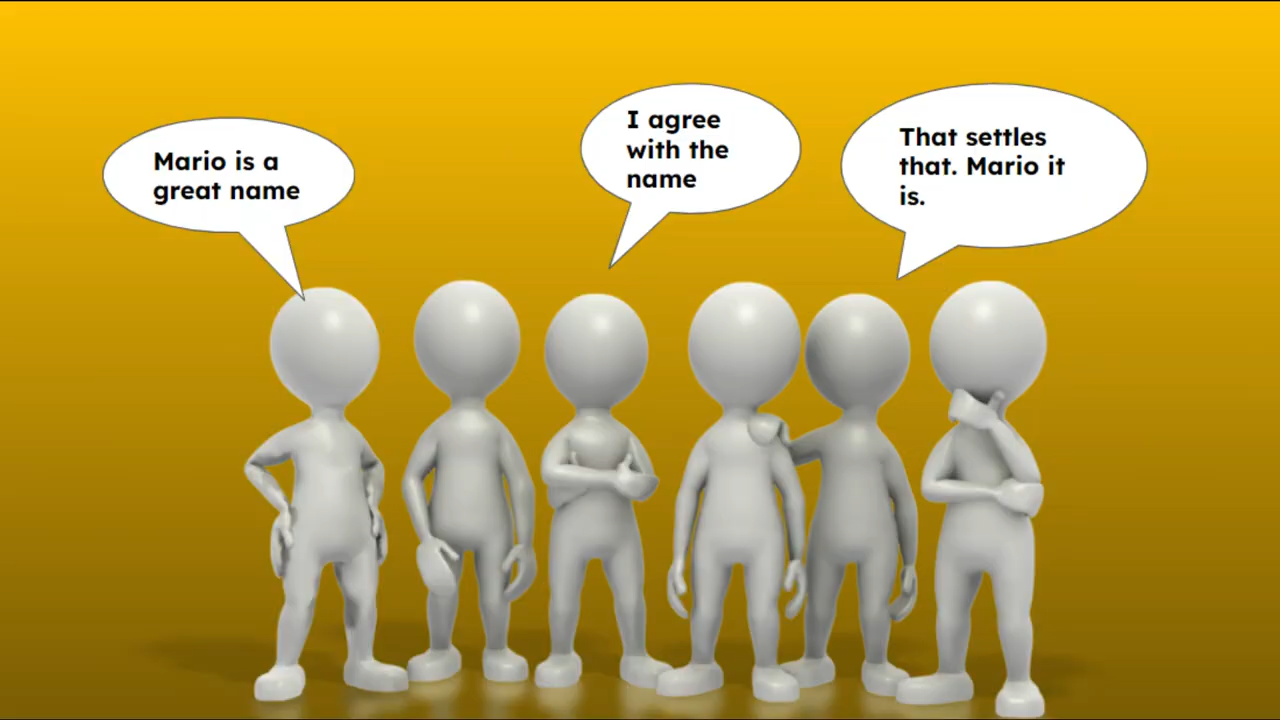 Mario is a
great name
I agree
with the
name
That settles
that. Mario it
is.